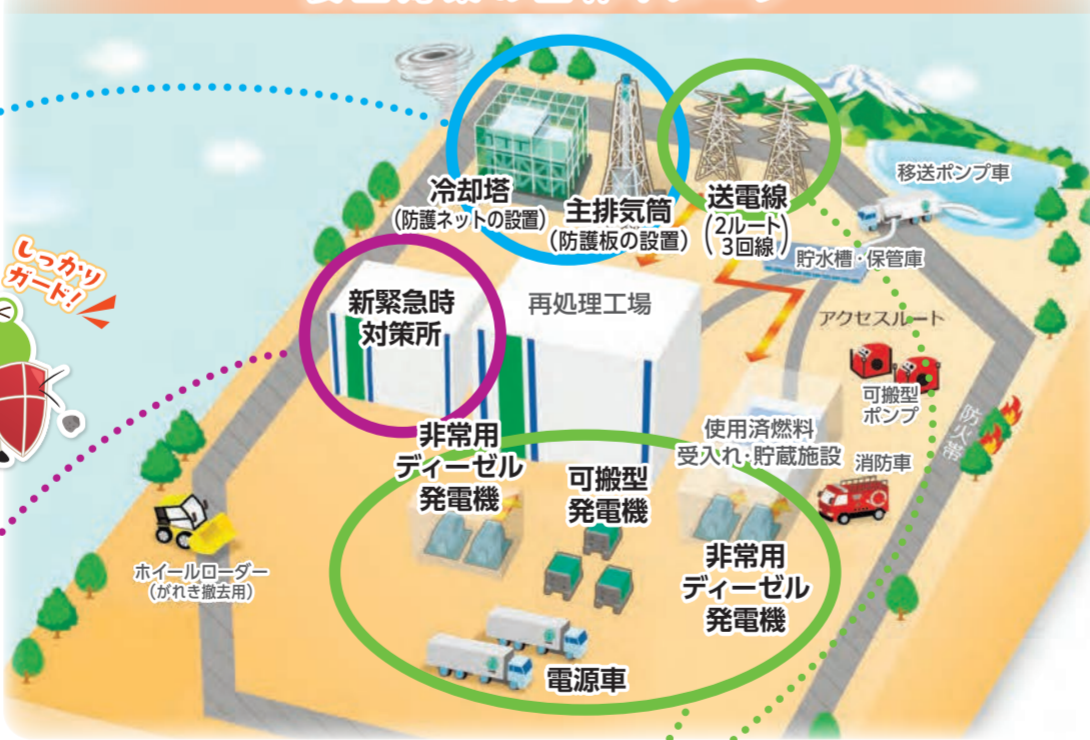 冷却塔
(防護ネットの設置)
主排気筒
(防護板の設置)
送電線
(2ルート
3回線)
移送ポンプ車
貯水槽・保管庫
しっかり
ガード!
新緊急時
対策所
再処理工場
アクセスルート
可搬型
ポンプ
防火帯
使用済燃料
受入れ・貯蔵施設
消防車
非常用
ディーゼル
発電機
可搬型
発電機
非常用
ディーゼル
発電機
ホイールローダー
(がれき撤去用)
電源車